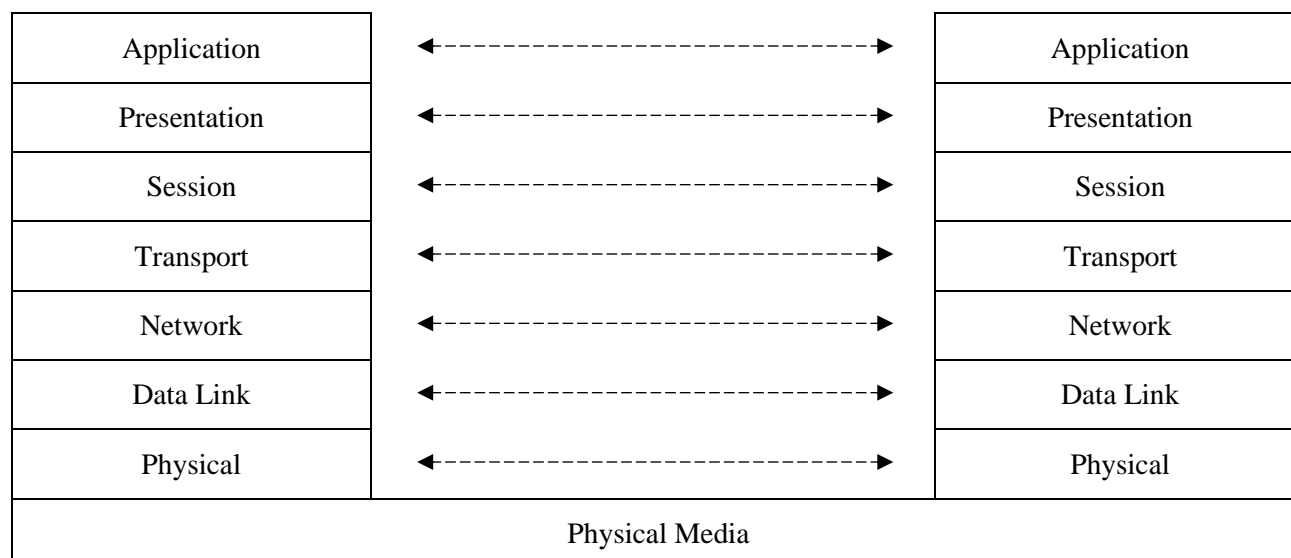 Application Application
Presentation Presentation
Session Session
Transport Transport
Network Network
Data Link Data Link
Physical Physical
Physical Media